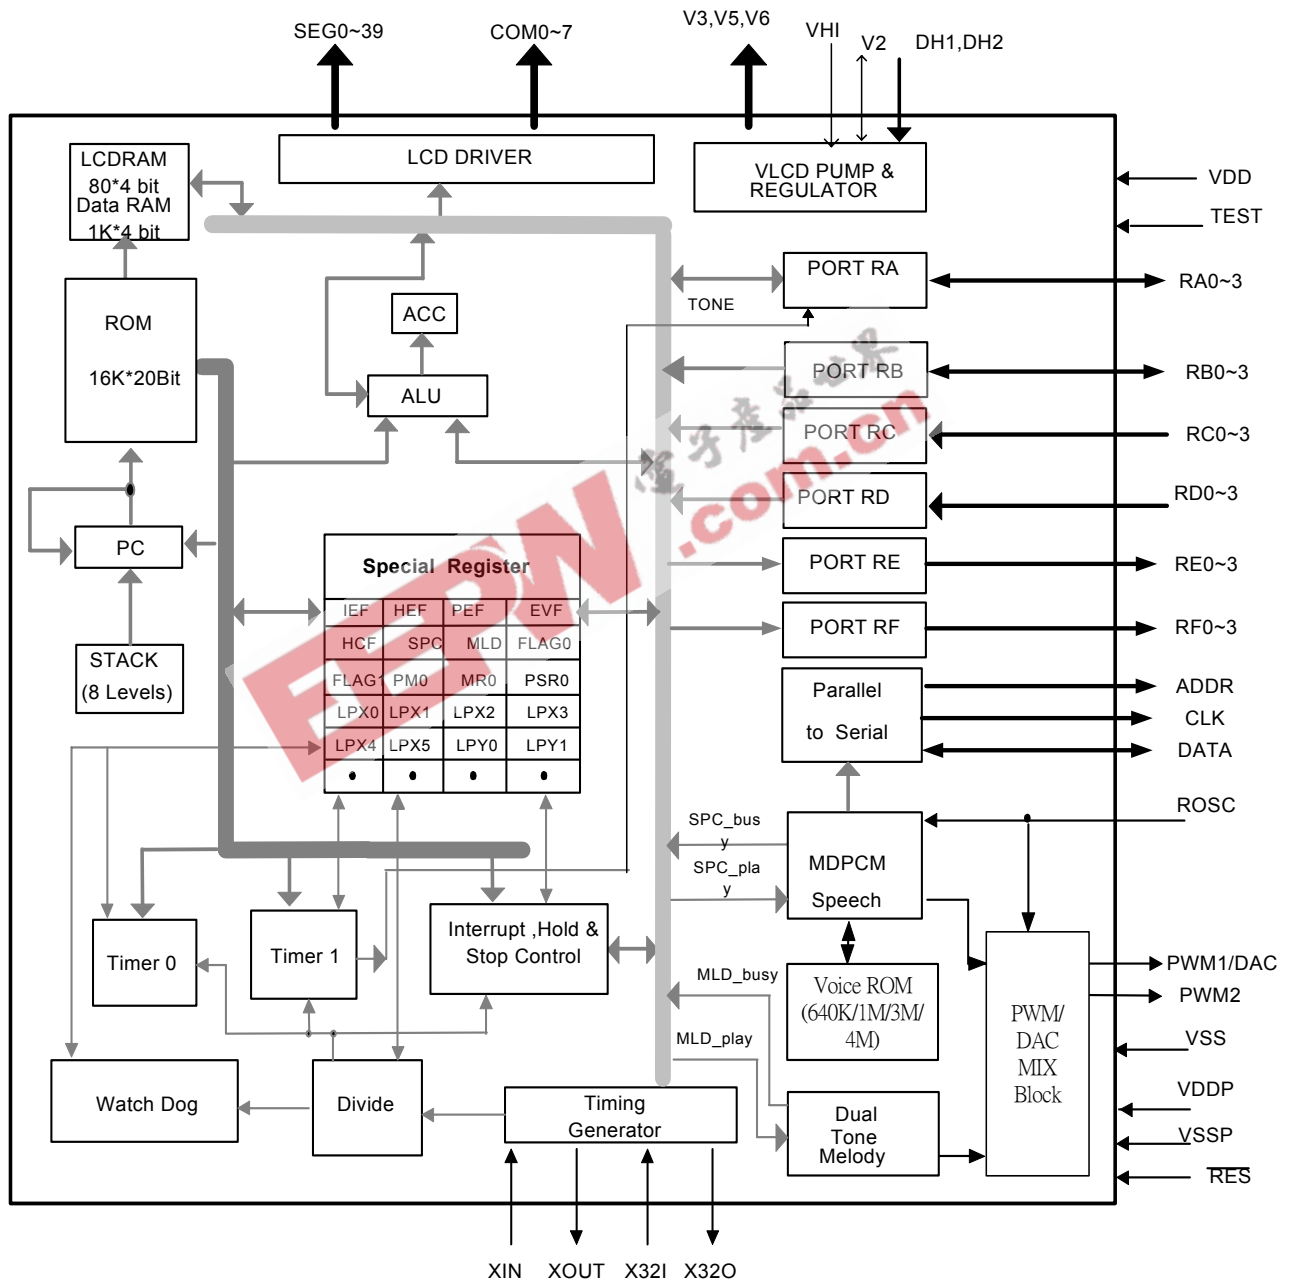 SEG0~39
COM0~7
V3,V5,V6
VHI
V2
DH1,DH2
LCDRAM
80*4 bit
Data RAM
1K*4 bit
LCD DRIVER
VLCD PUMP &
REGULATOR
VDD
TEST
ROM
16K*20Bit
ACC
ALU
TONE
PORT RA
RA0~3
PORT RB
RB0~3
PORT RC
RC0~3
PORT RD
RD0~3
PORT RE
RE0~3
PORT RF
RF0~3
電子產品世界
EEPW
.com.cn
PC
STACK
(8 Levels)
Special Register
IEF HEF PEF EVF
HCF SPC MLD FLAG0
FLAG1 PM0 MR0 PSR0
LPX0 LPX1 LPX2 LPX3
LPX4 LPX5 LPY0 LPY1
• • • •
Parallel
to Serial
ADDR
CLK
DATA
ROSC
SPC_bus
y
SPC_pla
y
MDPCM
Speech
Timer 0
Timer 1
Interrupt ,Hold &
Stop Control
MLD_busy
MLD_play
Voice ROM
(640K/1M/3M/
4M)
PWM/
DAC
MIX
Block
PWM1/DAC
PWM2
VSS
VDDP
VSSP
RES
Watch Dog
Divide
Timing
Generator
Dual
Tone
Melody
XIN
XOUT
X32I
X32O